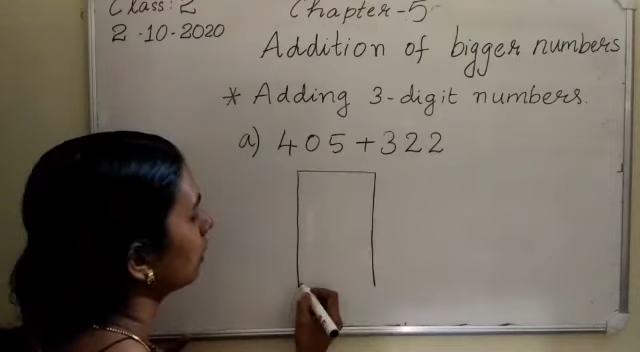 Class: 2
Chapter-5
2-10-2020
Addition of bigger numbers
* Adding 3-digit numbers.
a) 405+322